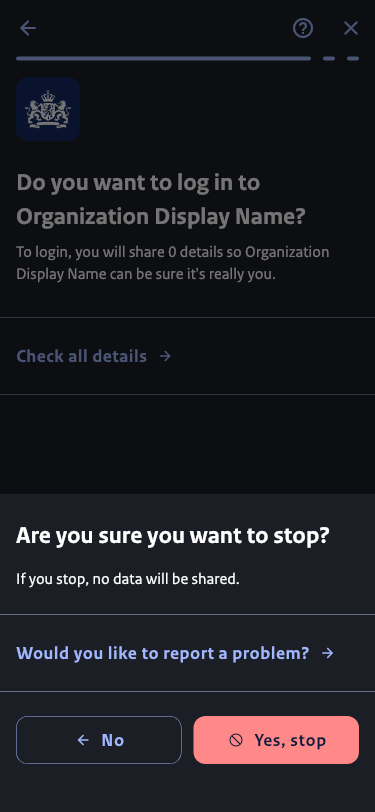 Do you want to log in to
Organization Display Name?
To login, you will share 0 details so Organization
Display Name can be sure it's really you.
Check all details
Are you sure you want to stop?
If you stop, no data will be shared.
Would you like to report a problem?
No
Yes, stop